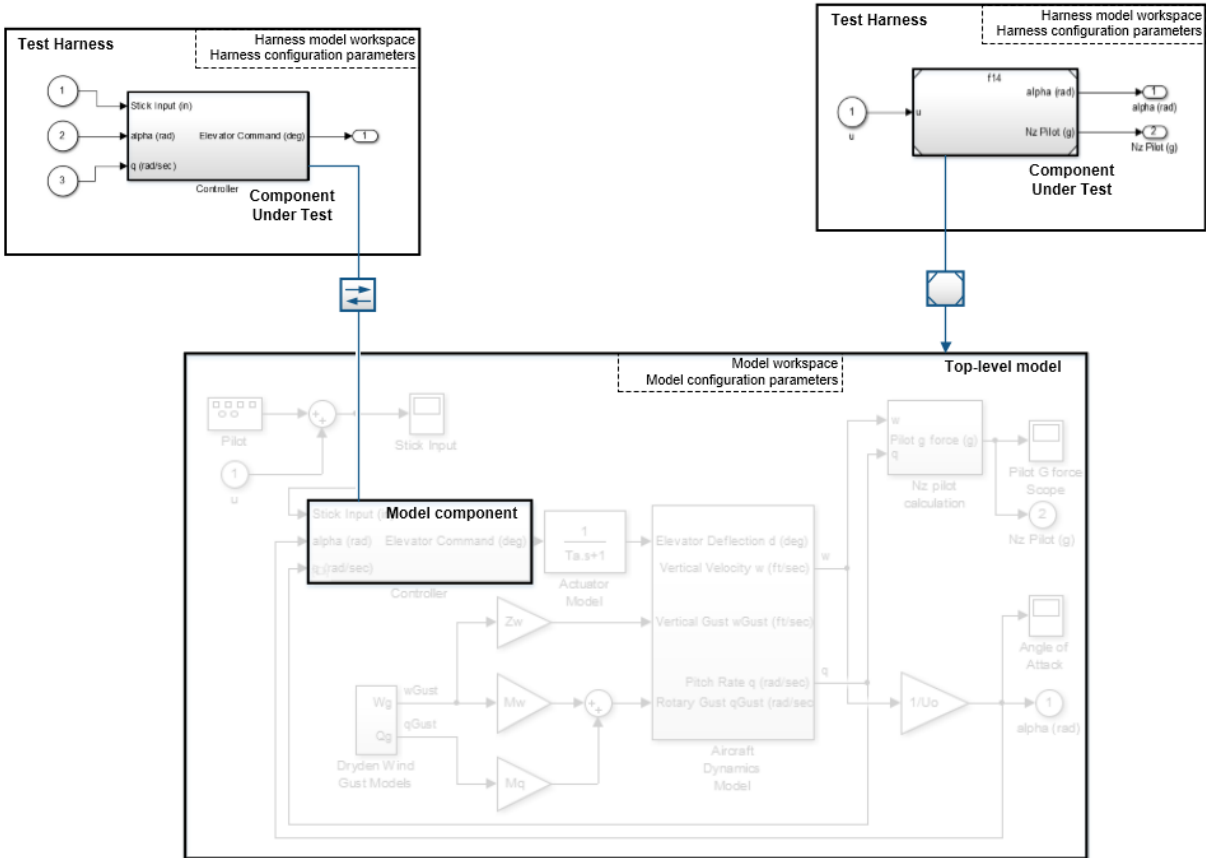 Test Harness
Harness model workspace
Harness configuration parameters
1
Stick Input (in)
2
alpha (rad)
Elevator Command (deg)
1
3
q (rad/sec)
Controller
Component
Under Test
Test Harness
Harness model workspace
Harness configuration parameters
f14
alpha (rad)
1
alpha (rad)
1
u
u
Nz Pilot (g)
2
Nz Pilot (g)
Component
Under Test
Model workspace
Model configuration parameters
Top-level model
Pilot
++
Stick Input
1
u
w
Pilot g force (g)
q
Nz pilot
calculation
Pilot G force
Scope
2
Nz Pilot (g)
Stick Input (in)
Model component
alpha (rad)
Elevator Command (deg)
q (rad/sec)
Controller
1
Ta.s+1
Actuator
Model
Elevator Deflection d (deg)
Vertical Velocity w (ft/sec)
w
Vertical Gust wGust (ft/sec)
Pitch Rate q (rad/sec)
q
Rotary Gust qGust (rad/sec
Aircraft
Dynamics
Model
Zw
Mw
Mq
++
Wg
wGust
Qg
qGust
Dryden Wind
Gust Models
1/Uo
Angle of
Attack
1
alpha (rad)